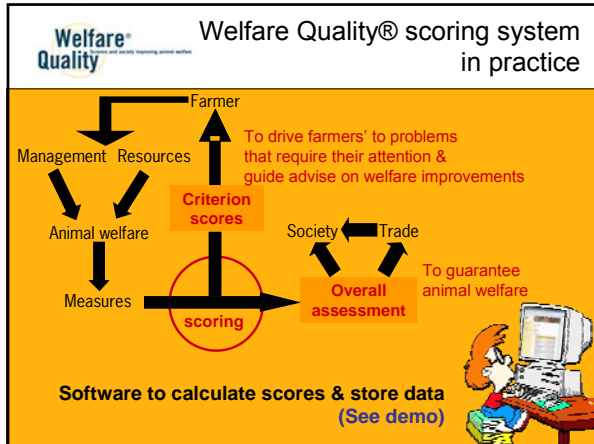 Welfare®
Science and society improving animal welfare
Quality
Welfare Quality® scoring system
in practice
Farmer
To drive farmers' to problems
that require their attention &
guide advise on welfare improvements
Management Resources
Criterion
scores
Animal welfare
Society
Trade
To guarantee
animal welfare
Measures
scoring
Overall
assessment
Software to calculate scores & store data
(See demo)